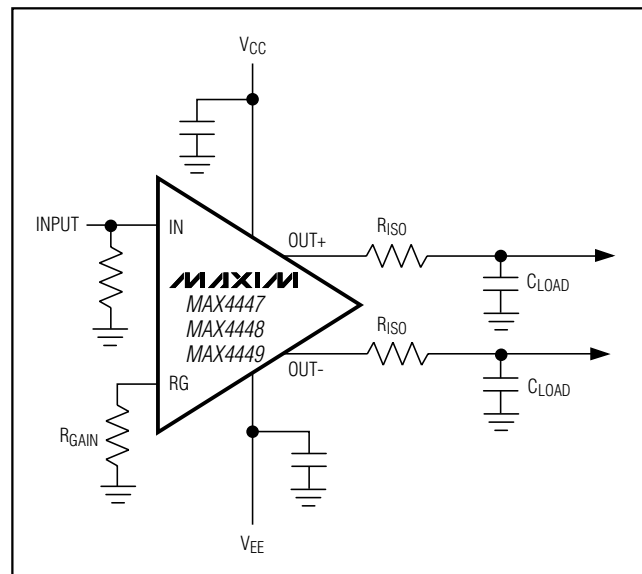 VCC
INPUT
IN
OUT+
RISO
CLOAD
MAXIM
MAX4447
MAX4448
MAX4449
RISO
OUT-
RG
CLOAD
RGAIN
VEE